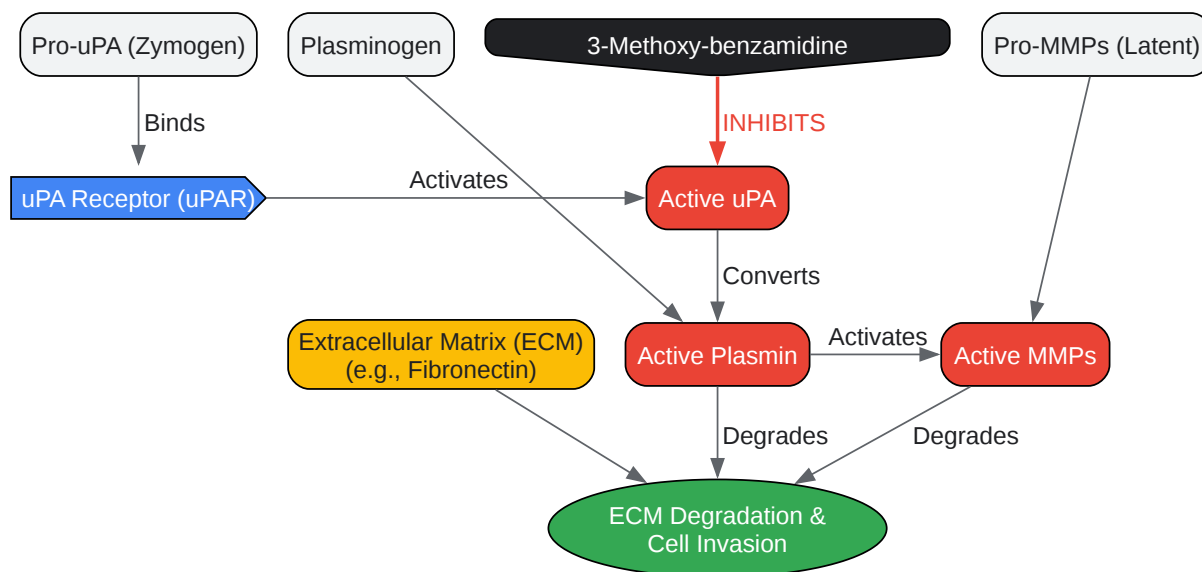 Pro-uPA (Zymogen)
Plasminogen
3-Methoxy-benzamidine
Pro-MMPs (Latent)
Binds
INHIBITS
uPA Receptor (uPAR)
Activates
Active uPA
Converts
Extracellular Matrix (ECM)
(e.g., Fibronectin)
Active Plasmin
Activates
Active MMPs
Degrades
Degrades
ECM Degradation &
Cell Invasion